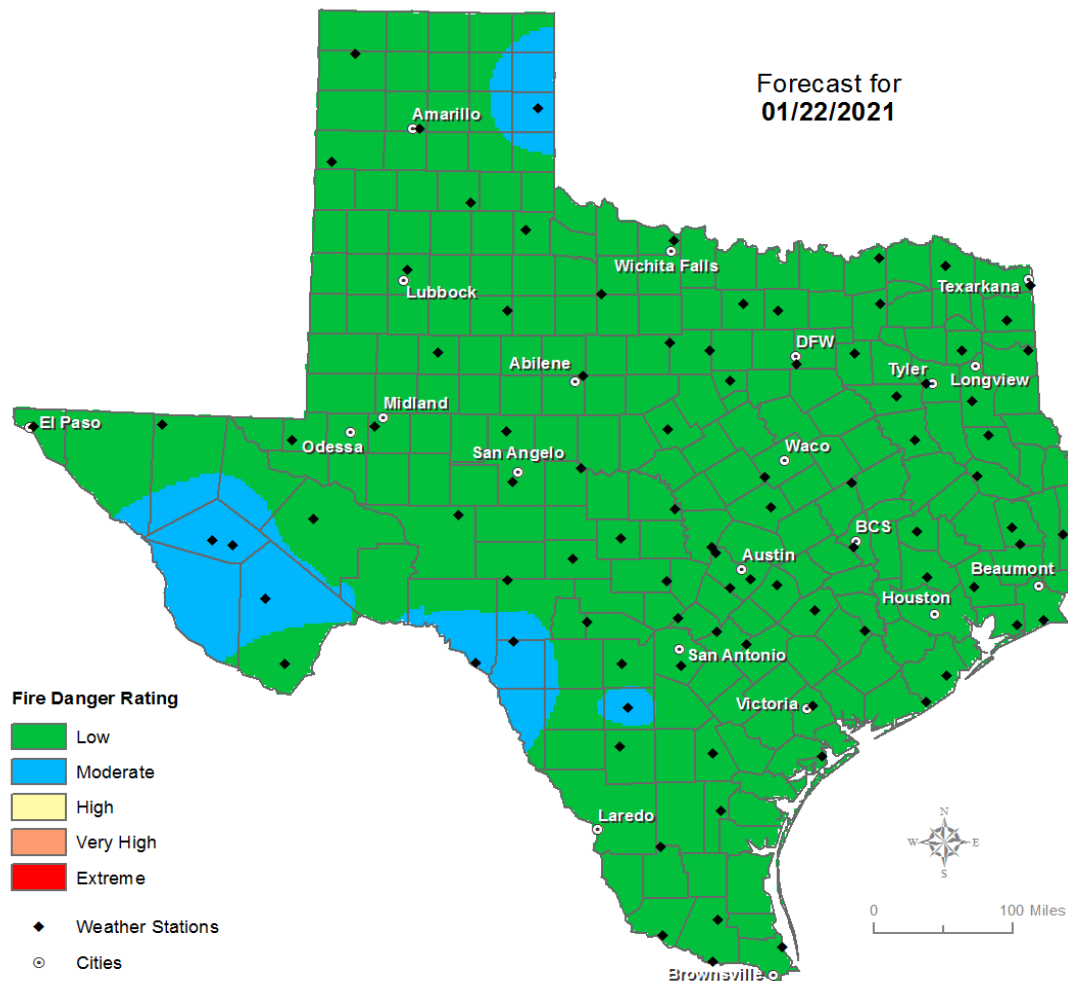 Forecast for
01/22/2021
Amarillo
Wichita Falls
Lubbock
Texarkana
DFW
Abilene
Tyler
Longview
Midland
El Paso
Odessa
San Angelo
Waco
BCS
Austin
Beaumont
Houston
San Antonio
Victoria
Laredo
Brownsville
Fire Danger Rating
Low
Moderate
High
Very High
Extreme
Weather Stations
Cities
N
W E
S
0 100 Miles